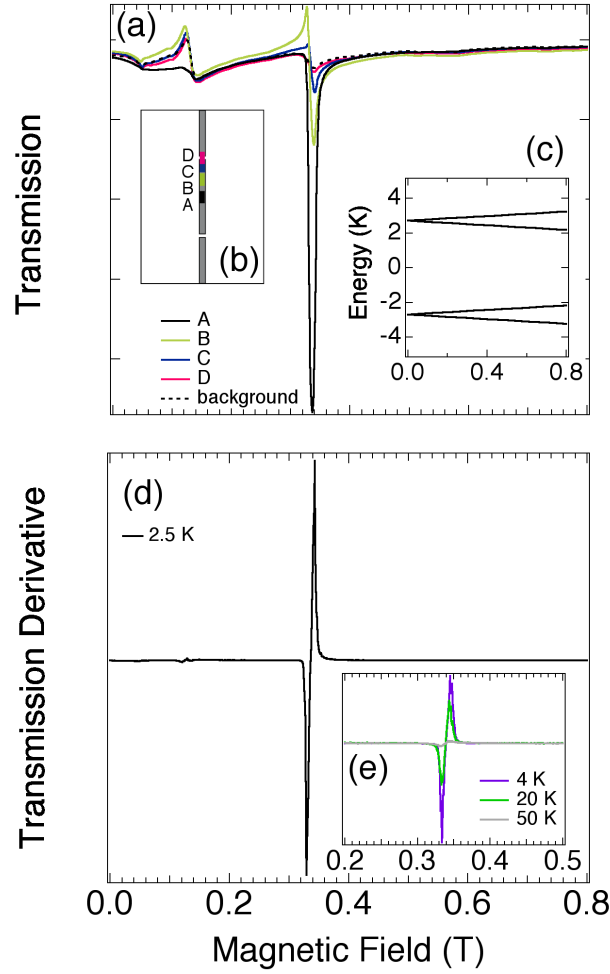 (a)
Transmission
D
C
B
A
(b)
(c)
Energy (K)
4
2
0
-2
-4
0.0 0.4 0.8
A
B
C
D
background
(d)
2.5 K
Transmission Derivative
(e)
4 K
20 K
50 K
0.2 0.3 0.4 0.5
0.0 0.2 0.4 0.6 0.8
Magnetic Field (T)